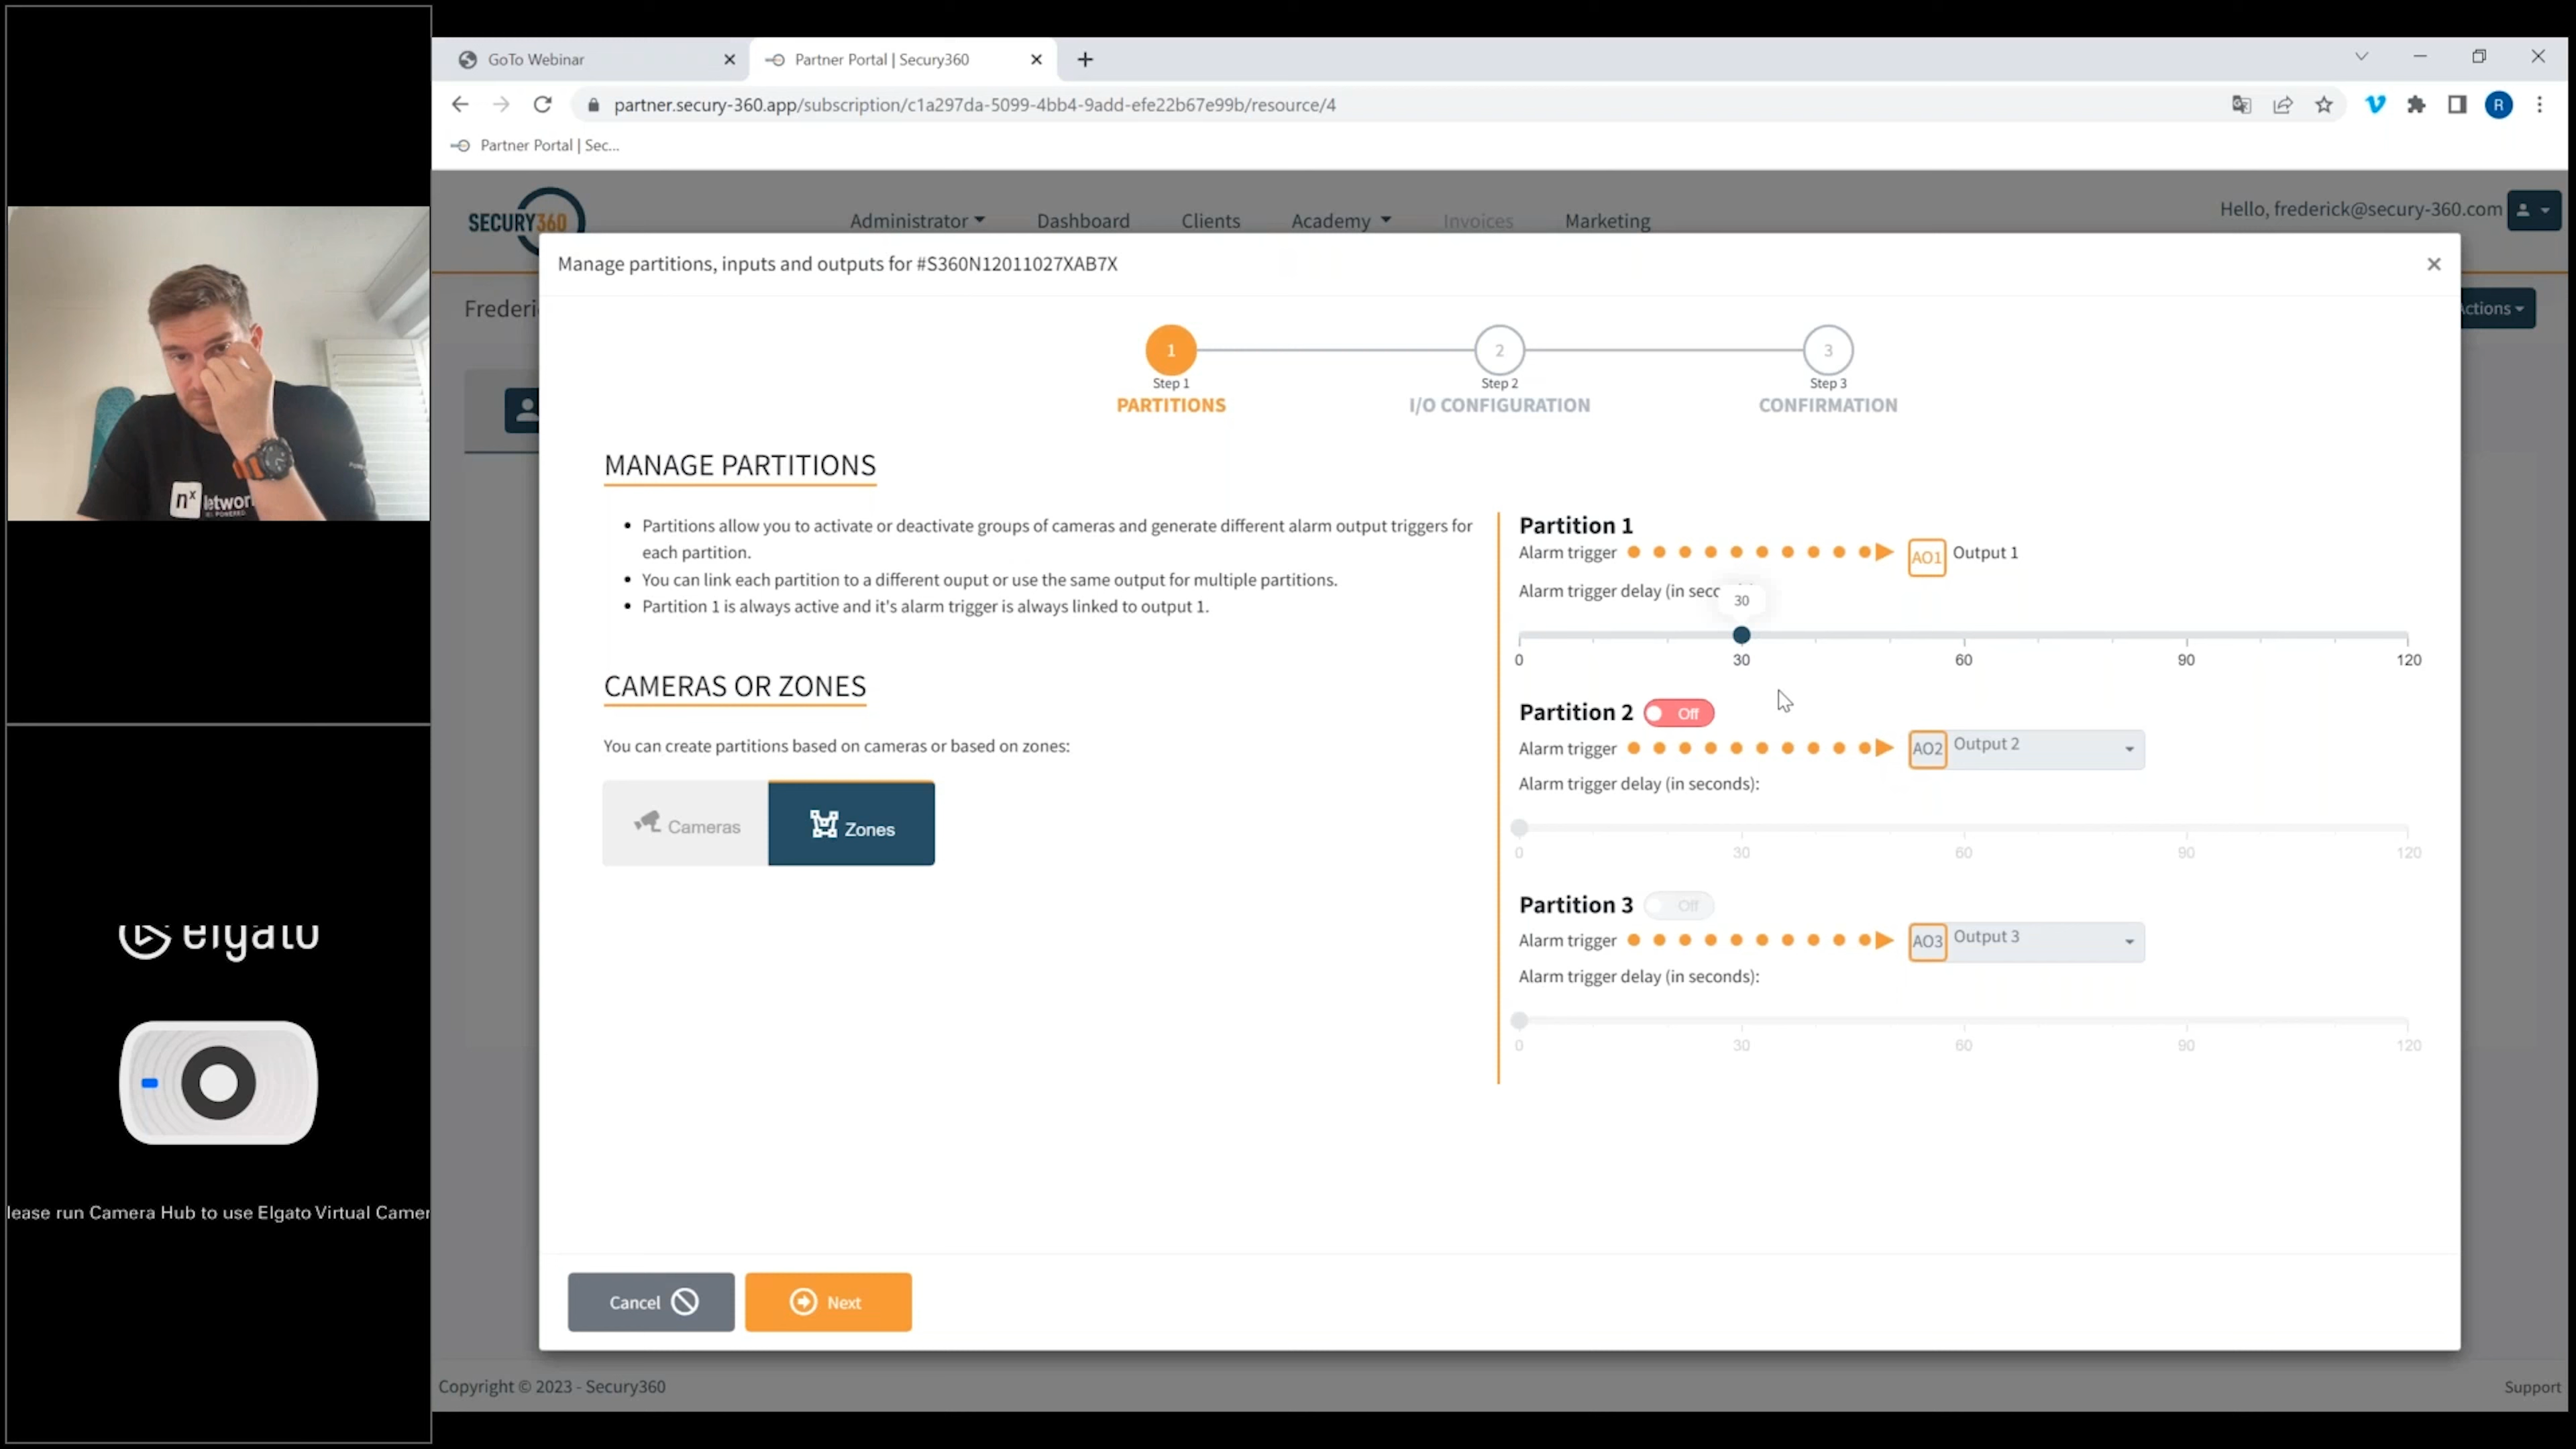 GoTo Webinar
Partner Portal | Secury360
partner.secury-360.app/subscription/c1a297da-5099-4bb4-9add-efe22b67e99b/resource/4
R
Partner Portal | Sec...
SECURY360
Administrator
Dashboard
Clients
Academy
Invoices
Marketing
Hello, frederick@secury-360.com
Frederi
ctions
Manage partitions, inputs and outputs for #S360N12011027XAB7X
1
2
3
Step 1
Step 2
Step 3
PARTITIONS
I/O CONFIGURATION
CONFIRMATION
MANAGE PARTITIONS
Partitions allow you to activate or deactivate groups of cameras and generate different alarm output triggers for
each partition.
You can link each partition to a different ouput or use the same output for multiple partitions.
Partition 1 is always active and it's alarm trigger is always linked to output 1.
CAMERAS OR ZONES
You can create partitions based on cameras or based on zones:
Cameras
Zones
Partition 1
Alarm trigger
AO1
Output 1
Alarm trigger delay (in seco
30
0 30 60 90 120
Partition 2
Off
Alarm trigger
AO2
Output 2
Alarm trigger delay (in seconds):
0 30 60 90 120
Partition 3
Off
Alarm trigger
AO3
Output 3
Alarm trigger delay (in seconds):
0 30 60 90 120
Cancel
Next
Copyright © 2023 - Secury360
Support
nx
letwor
elgato
lease run Camera Hub to use Elgato Virtual Camer